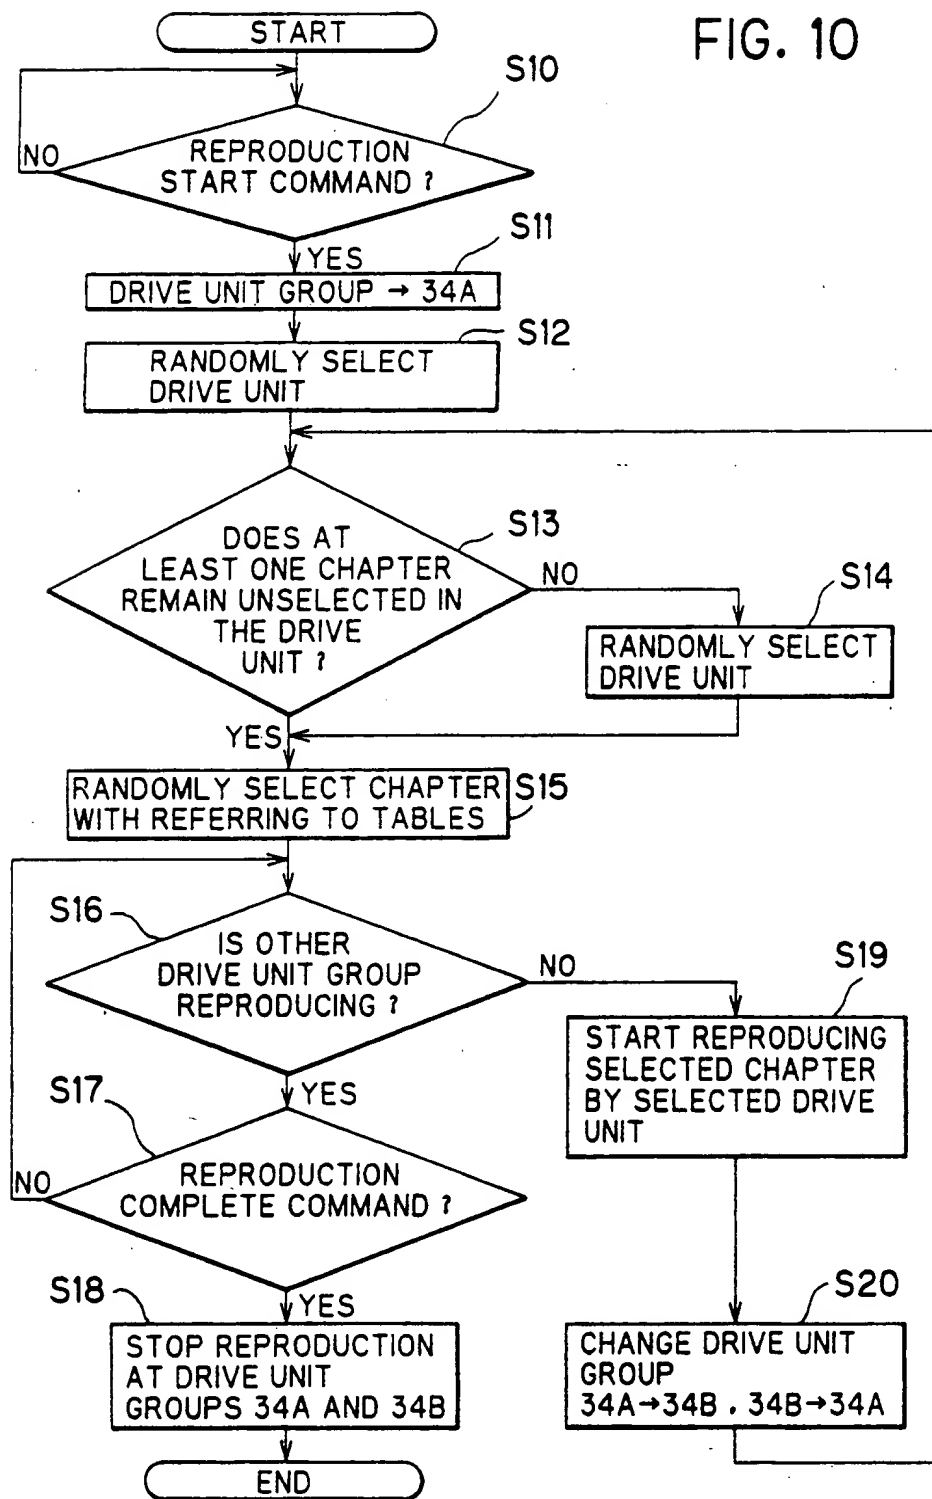 FIG. 10
START
S10
REPRODUCTION
START COMMAND ?
NO
YES
S11
DRIVE UNIT GROUP → 34A
S12
RANDOMLY SELECT
DRIVE UNIT
S13
DOES AT
LEAST ONE CHAPTER
REMAIN UNSELECTED IN
THE DRIVE
UNIT ?
NO
S14
RANDOMLY SELECT
DRIVE UNIT
YES
RANDOMLY SELECT CHAPTER
WITH REFERRING TO TABLES
S15
S16
IS OTHER
DRIVE UNIT GROUP
REPRODUCING ?
NO
S19
START REPRODUCING
SELECTED CHAPTER
BY SELECTED DRIVE
UNIT
YES
S17
REPRODUCTION
COMPLETE COMMAND ?
NO
YES
S18
STOP REPRODUCTION
AT DRIVE UNIT
GROUPS 34A AND 34B
S20
CHANGE DRIVE UNIT
GROUP
34A→34B . 34B→34A
END